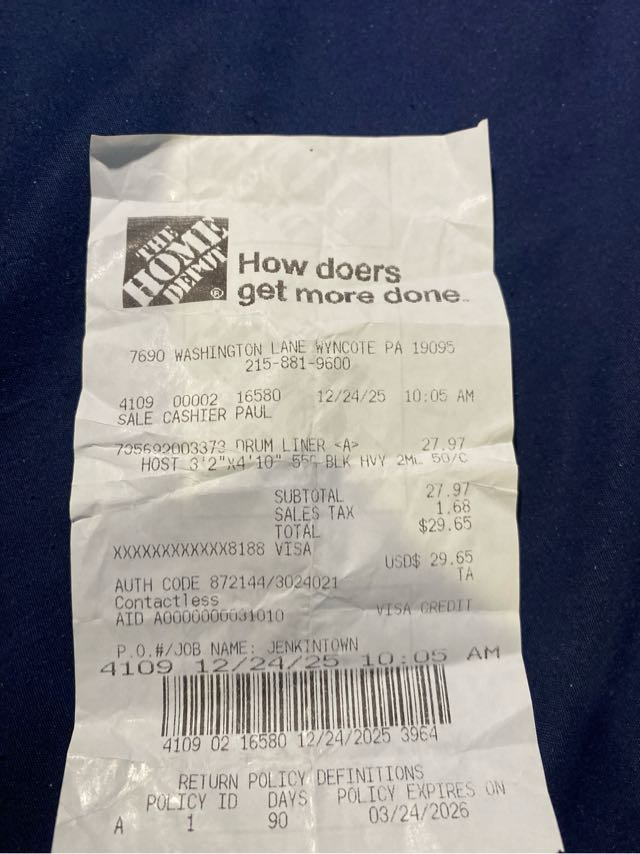 THE
HOME
DEPOT
®
How doers
get more done.
7690 WASHINGTON LANE WYNCOTE PA 19095
215-881-9600
4109 00002 16580 12/24/25 10:05 AM
SALE CASHIER PAUL
DRUM LINER <A> 27.97
HOST 3'2"X4'10" BLK HVY 2ML 50/C
SUBTOTAL 27.97
SALES TAX 1.68
TOTAL $29.65
XXXXXXXXXXXX8188 VISA
USD$ 29.65
TA
AUTH CODE 872144/3024021
Contactless
AID A0000000031010 VISA CREDIT
P.O.#/JOB NAME: JENKINTOWN
4109 12/24/25 10:05 AM
4109 02 16580 12/24/2025 3964
RETURN POLICY DEFINITIONS
POLICY ID DAYS POLICY EXPIRES ON
A 1 90 03/24/2026